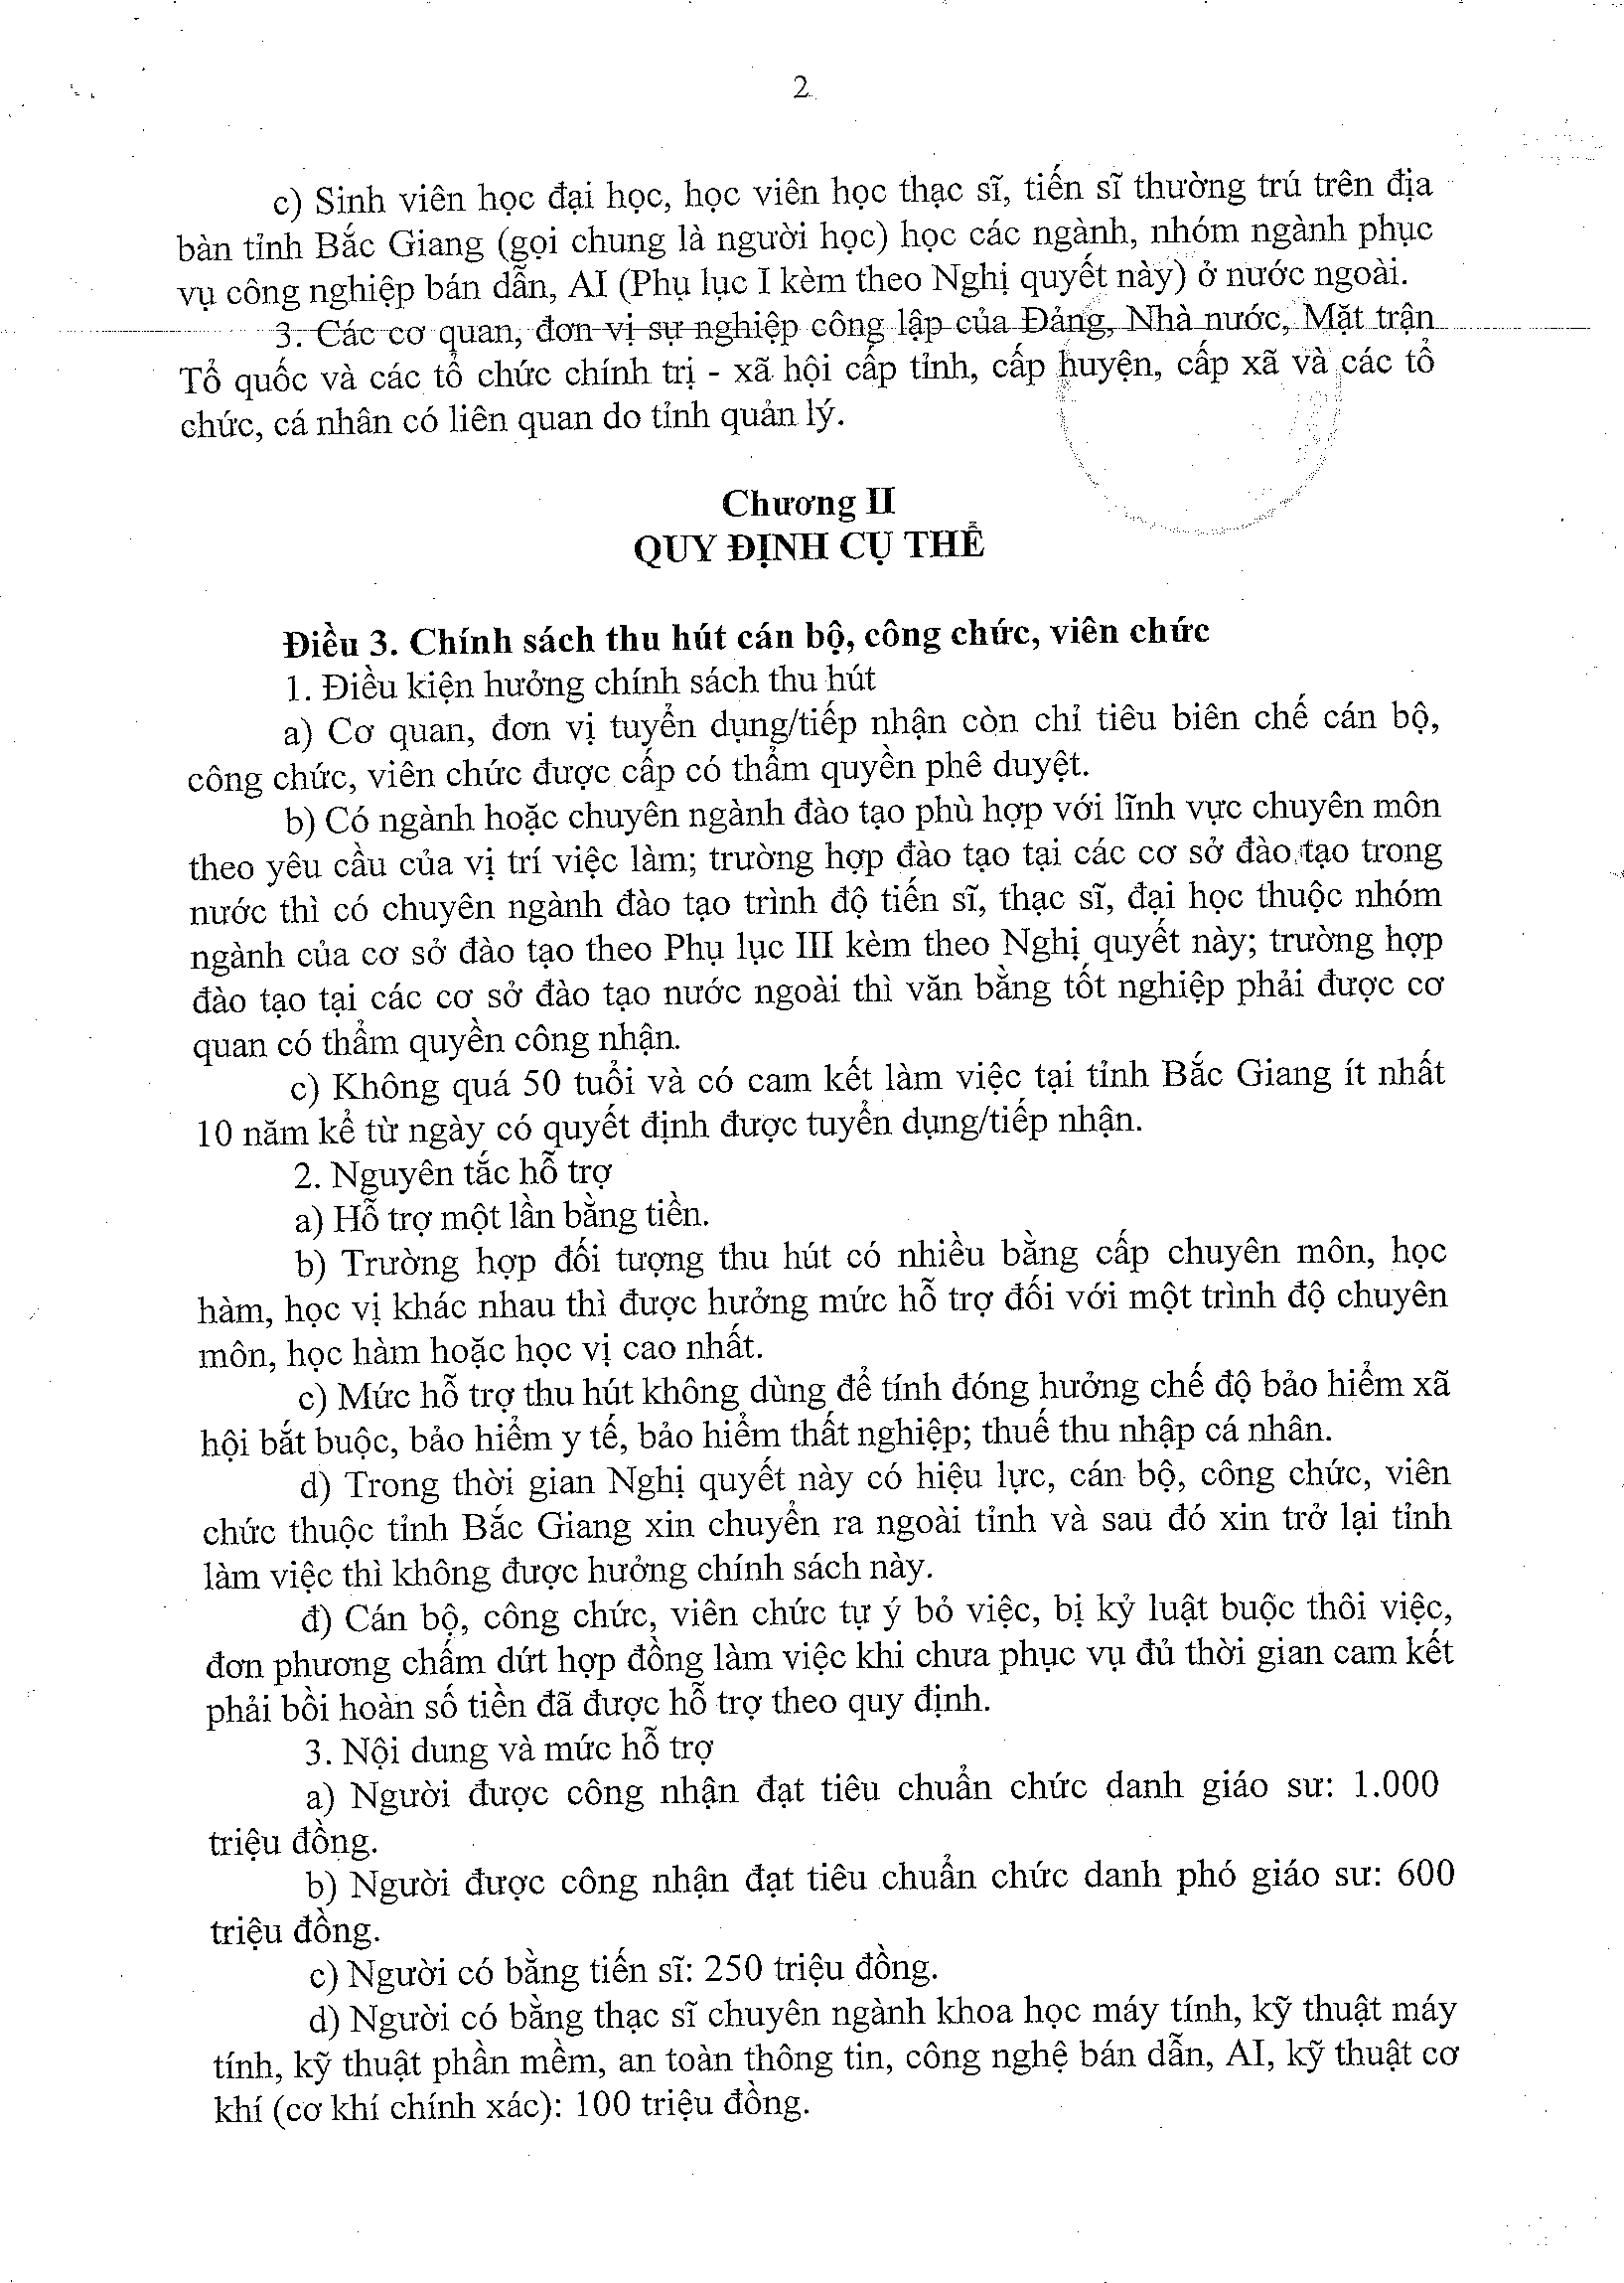 2
c) Sinh viên học đại học, học viên học thạc sĩ, tiến sĩ thường trú trên địa
bàn tỉnh Bắc Giang (gọi chung là người học) học các ngành, nhóm ngành phục
vụ công nghiệp bán dẫn, AI (Phụ lục I kèm theo Nghị quyết này) ở nước ngoài.
3. Các cơ quan, đơn vị sự nghiệp công lập của Đảng, Nhà nước, Mặt trận
Tổ quốc và các tổ chức chính trị - xã hội cấp tỉnh, cấp huyện, cấp xã và các tổ
chức, cá nhân có liên quan do tỉnh quản lý.
Chương II
QUY ĐỊNH CỤ THỂ
Điều 3. Chính sách thu hút cán bộ, công chức, viên chức
1. Điều kiện hưởng chính sách thu hút
a) Cơ quan, đơn vị tuyển dụng/tiếp nhận còn chỉ tiêu biên chế cán bộ,
công chức, viên chức được cấp có thẩm quyền phê duyệt.
b) Có ngành hoặc chuyên ngành đào tạo phù hợp với lĩnh vực chuyên môn
theo yêu cầu của vị trí việc làm; trường hợp đào tạo tại các cơ sở đào tạo trong
nước thì có chuyên ngành đào tạo trình độ tiến sĩ, thạc sĩ, đại học thuộc nhóm
ngành của cơ sở đào tạo theo Phụ lục III kèm theo Nghị quyết này; trường hợp
đào tạo tại các cơ sở đào tạo nước ngoài thì văn bằng tốt nghiệp phải được cơ
quan có thẩm quyền công nhận.
c) Không quá 50 tuổi và có cam kết làm việc tại tỉnh Bắc Giang ít nhất
10 năm kể từ ngày có quyết định được tuyển dụng/tiếp nhận.
2. Nguyên tắc hỗ trợ
a) Hỗ trợ một lần bằng tiền.
b) Trường hợp đối tượng thu hút có nhiều bằng cấp chuyên môn, học
hàm, học vị khác nhau thì được hưởng mức hỗ trợ đối với một trình độ chuyên
môn, học hàm hoặc học vị cao nhất.
c) Mức hỗ trợ thu hút không dùng để tính đóng hưởng chế độ bảo hiểm xã
hội bắt buộc, bảo hiểm y tế, bảo hiểm thất nghiệp; thuế thu nhập cá nhân.
d) Trong thời gian Nghị quyết này có hiệu lực, cán bộ, công chức, viên
chức thuộc tỉnh Bắc Giang xin chuyển ra ngoài tỉnh và sau đó xin trở lại tỉnh
làm việc thì không được hưởng chính sách này.
đ) Cán bộ, công chức, viên chức tự ý bỏ việc, bị kỷ luật buộc thôi việc,
đơn phương chấm dứt hợp đồng làm việc khi chưa phục vụ đủ thời gian cam kết
phải bồi hoàn số tiền đã được hỗ trợ theo quy định.
3. Nội dung và mức hỗ trợ
a) Người được công nhận đạt tiêu chuẩn chức danh giáo sư: 1.000
triệu đồng.
b) Người được công nhận đạt tiêu chuẩn chức danh phó giáo sư: 600
triệu đồng.
c) Người có bằng tiến sĩ: 250 triệu đồng.
d) Người có bằng thạc sĩ chuyên ngành khoa học máy tính, kỹ thuật máy
tính, kỹ thuật phần mềm, an toàn thông tin, công nghệ bán dẫn, AI, kỹ thuật cơ
khí (cơ khí chính xác): 100 triệu đồng.